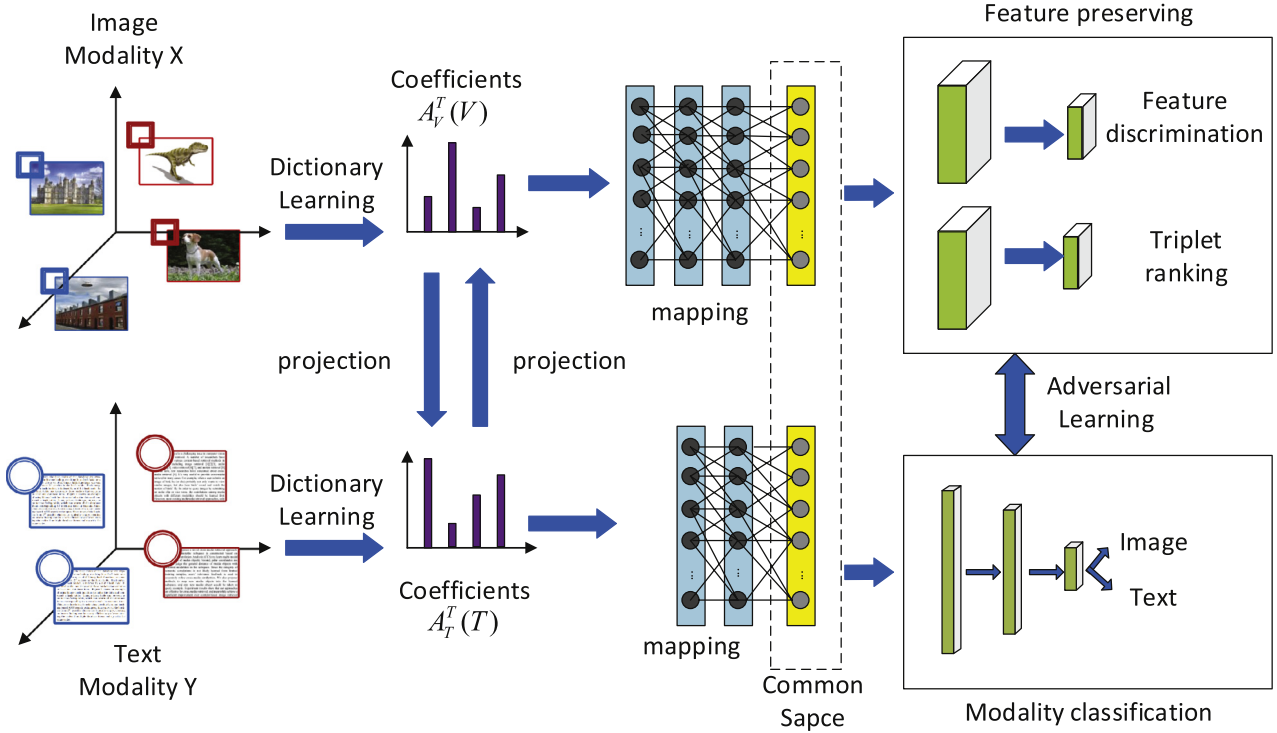 Image
Modality X
Dictionary
Learning
Coefficients
A_V^T(V)
projection
projection
mapping
Feature preserving
Feature
discrimination
Triplet
ranking
Adversarial
Learning
Text
Modality Y
Dictionary
Learning
Coefficients
A_T^T(T)
mapping
...
...
...
...
...
...
...
Common
Sapce
Image
Text
Modality classification